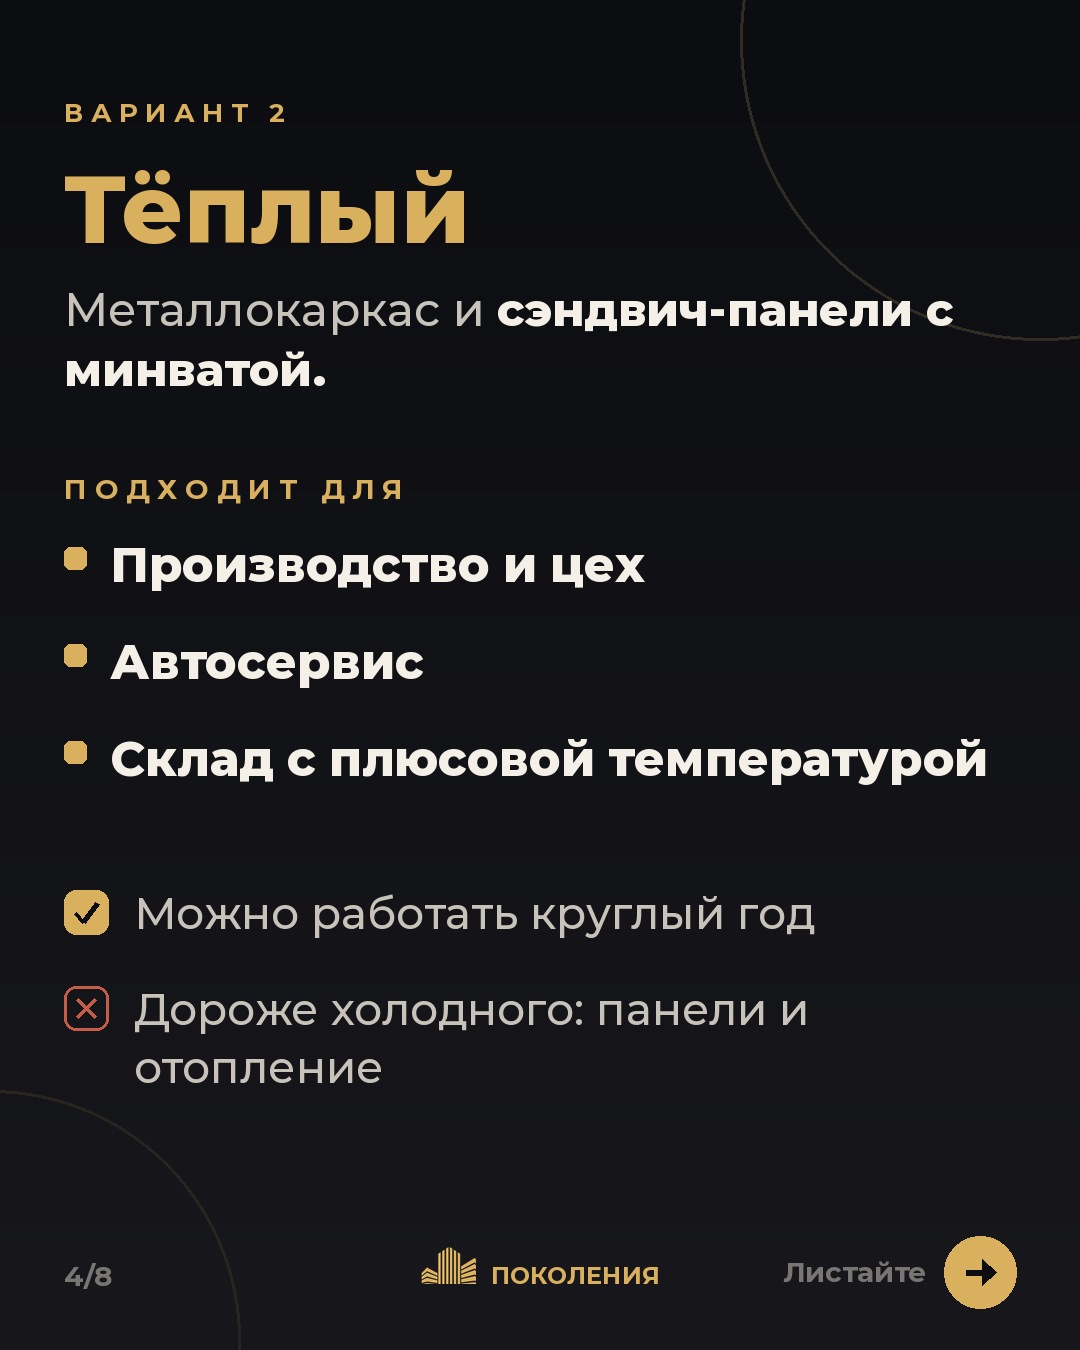 ВАРИАНТ 2
Тёплый
Металлокаркас и сэндвич-панели с
минватой.
ПОДХОДИТ ДЛЯ
Производство и цех
Автосервис
Склад с плюсовой температурой
Можно работать круглый год
Дороже холодного: панели и
отопление
4/8
ПОКОЛЕНИЯ
Листайте